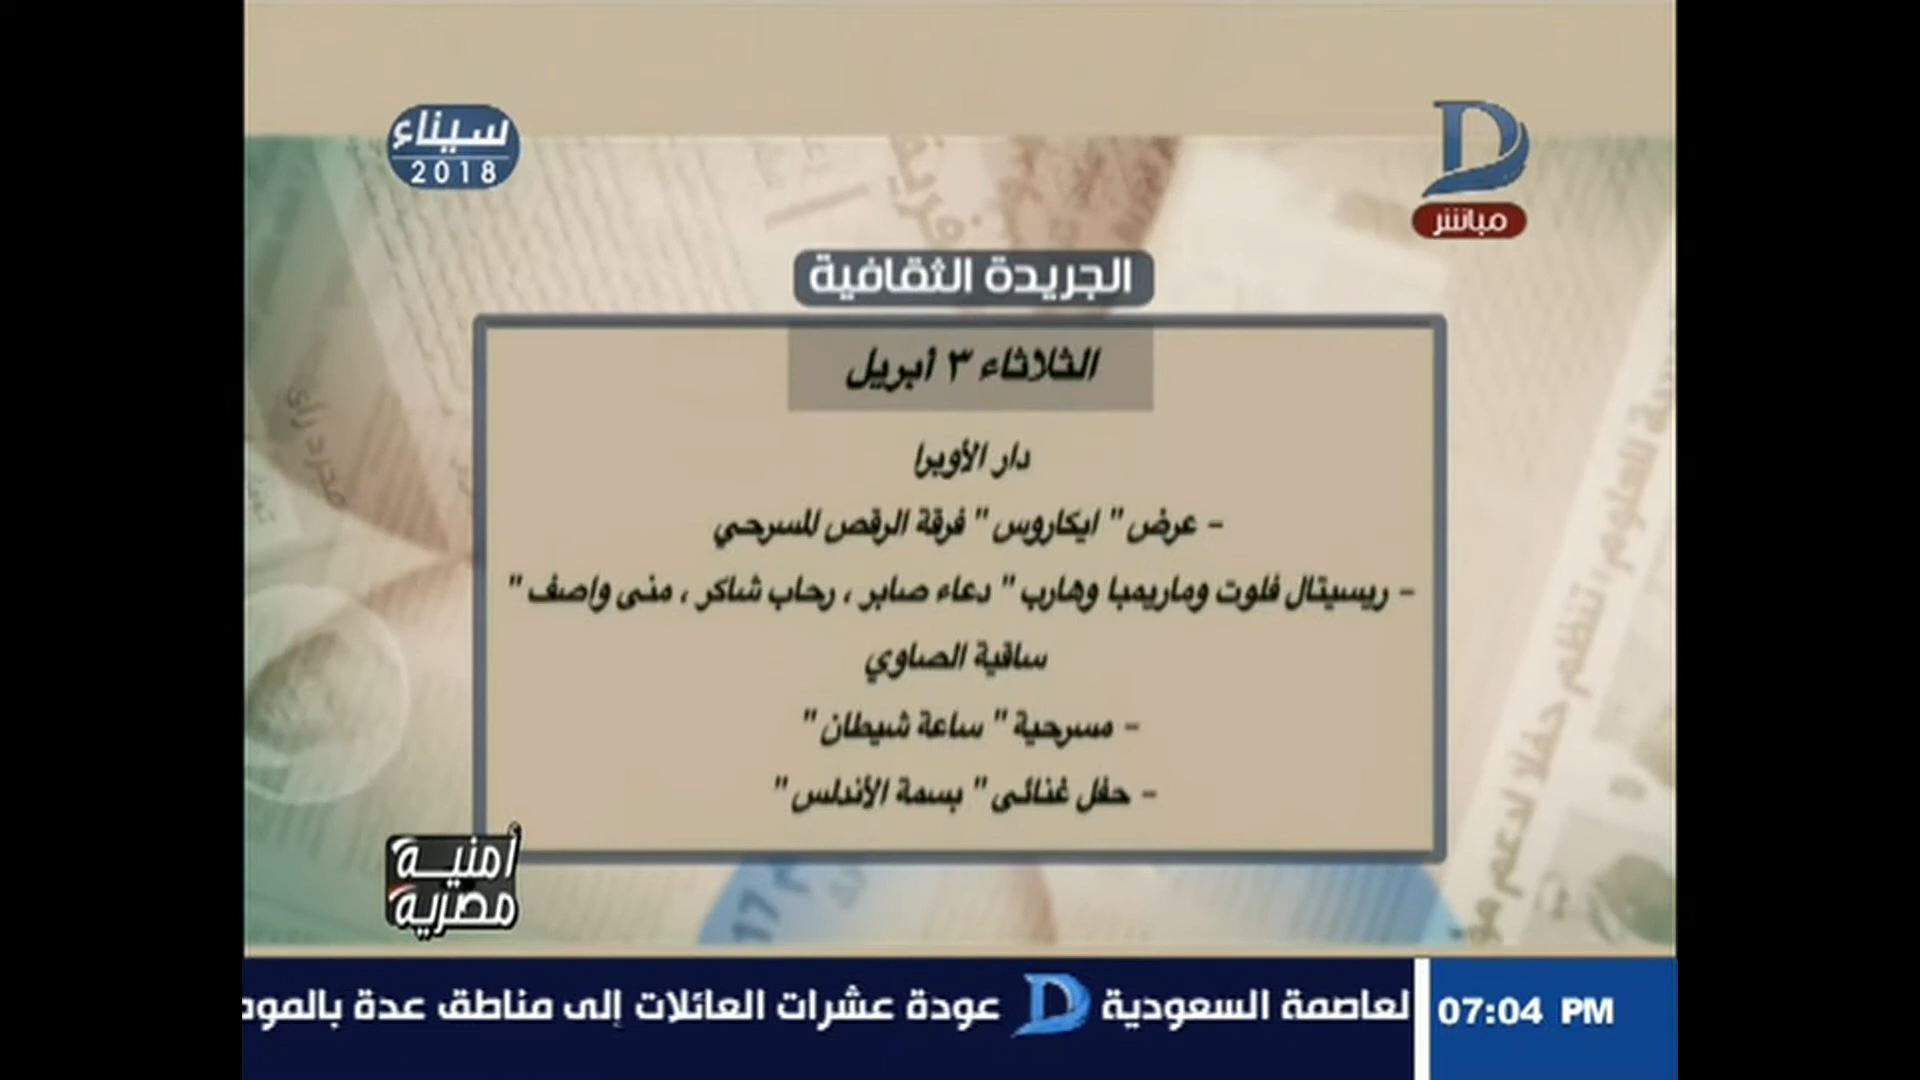 سيناء
2018
D
مباشر
الجريدة الثقافية
الثلاثاء ٣ أبريل
دار الأوبرا
- عرض " ايكاروس " فرقة الرقص المسرحي
- ريسيتال فلوت وماريمبا وهارب " دعاء صابر ، رحاب شاكر ، منى واصف "
ساقية الصاوي
- مسرحية " ساعة شيطان "
- حفل غنائى " بسمة الأندلس "
أمنية
مصرية
لعاصمة السعودية D عودة عشرات العائلات إلى مناطق عدة بالمو
07:04 PM